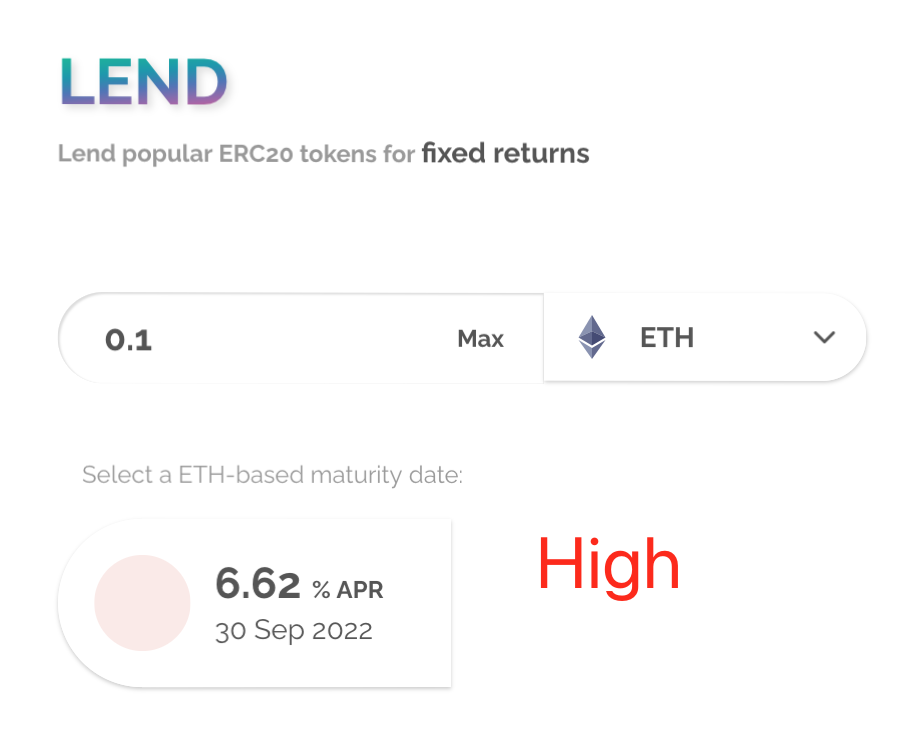 LEND
Lend popular ERC20 tokens for fixed returns
0.1 Max ETH
Select a ETH-based maturity date:
6.62 % APR
30 Sep 2022
High